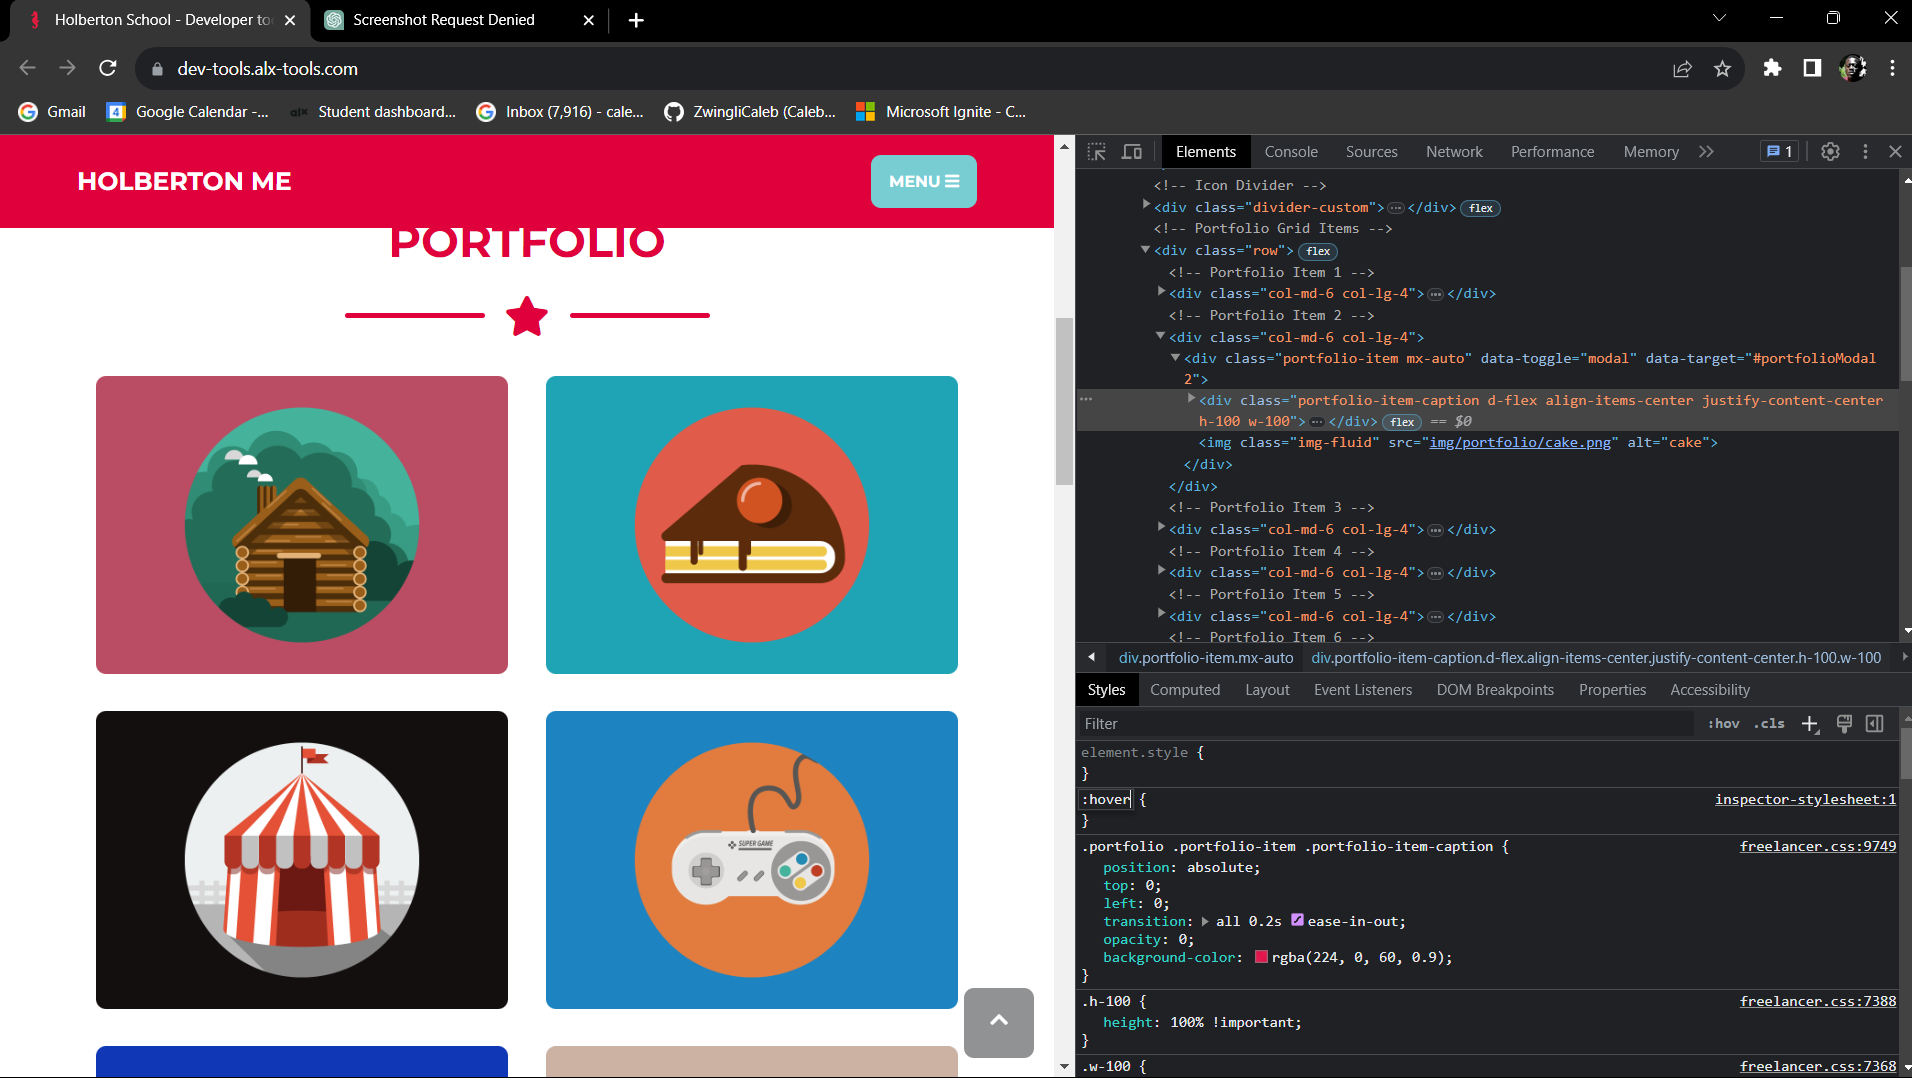 Holberton School - Developer to
Screenshot Request Denied
dev-tools.alx-tools.com
Gmail
Google Calendar -...
Student dashboard...
Inbox (7,916) - cale...
ZwingliCaleb (Caleb...
Microsoft Ignite - C...
HOLBERTON ME
MENU
PORTFOLIO
SUPER GAME
Elements Console Sources Network Performance Memory 1
<!-- Icon Divider -->
<div class="divider-custom">…</div> flex
<!-- Portfolio Grid Items -->
<div class="row"> flex
<!-- Portfolio Item 1 -->
<div class="col-md-6 col-lg-4">…</div>
<!-- Portfolio Item 2 -->
<div class="col-md-6 col-lg-4">
<div class="portfolio-item mx-auto" data-toggle="modal" data-target="#portfolioModal
2">
<div class="portfolio-item-caption d-flex align-items-center justify-content-center
h-100 w-100">…</div> flex == $0
<img class="img-fluid" src="img/portfolio/cake.png" alt="cake">
</div>
</div>
<!-- Portfolio Item 3 -->
<div class="col-md-6 col-lg-4">…</div>
<!-- Portfolio Item 4 -->
<div class="col-md-6 col-lg-4">…</div>
<!-- Portfolio Item 5 -->
<div class="col-md-6 col-lg-4">…</div>
<!-- Portfolio Item 6 -->
div.portfolio-item.mx-auto div.portfolio-item-caption.d-flex.align-items-center.justify-content-center.h-100.w-100
Styles Computed Layout Event Listeners DOM Breakpoints Properties Accessibility
Filter :hov .cls
element.style {
}
:hover { inspector-stylesheet:1
}
.portfolio .portfolio-item .portfolio-item-caption { freelancer.css:9749
position: absolute;
top: 0;
left: 0;
transition: all 0.2s ease-in-out;
opacity: 0;
background-color: rgba(224, 0, 60, 0.9);
}
.h-100 { freelancer.css:7388
height: 100% !important;
}
.w-100 { freelancer.css:7368